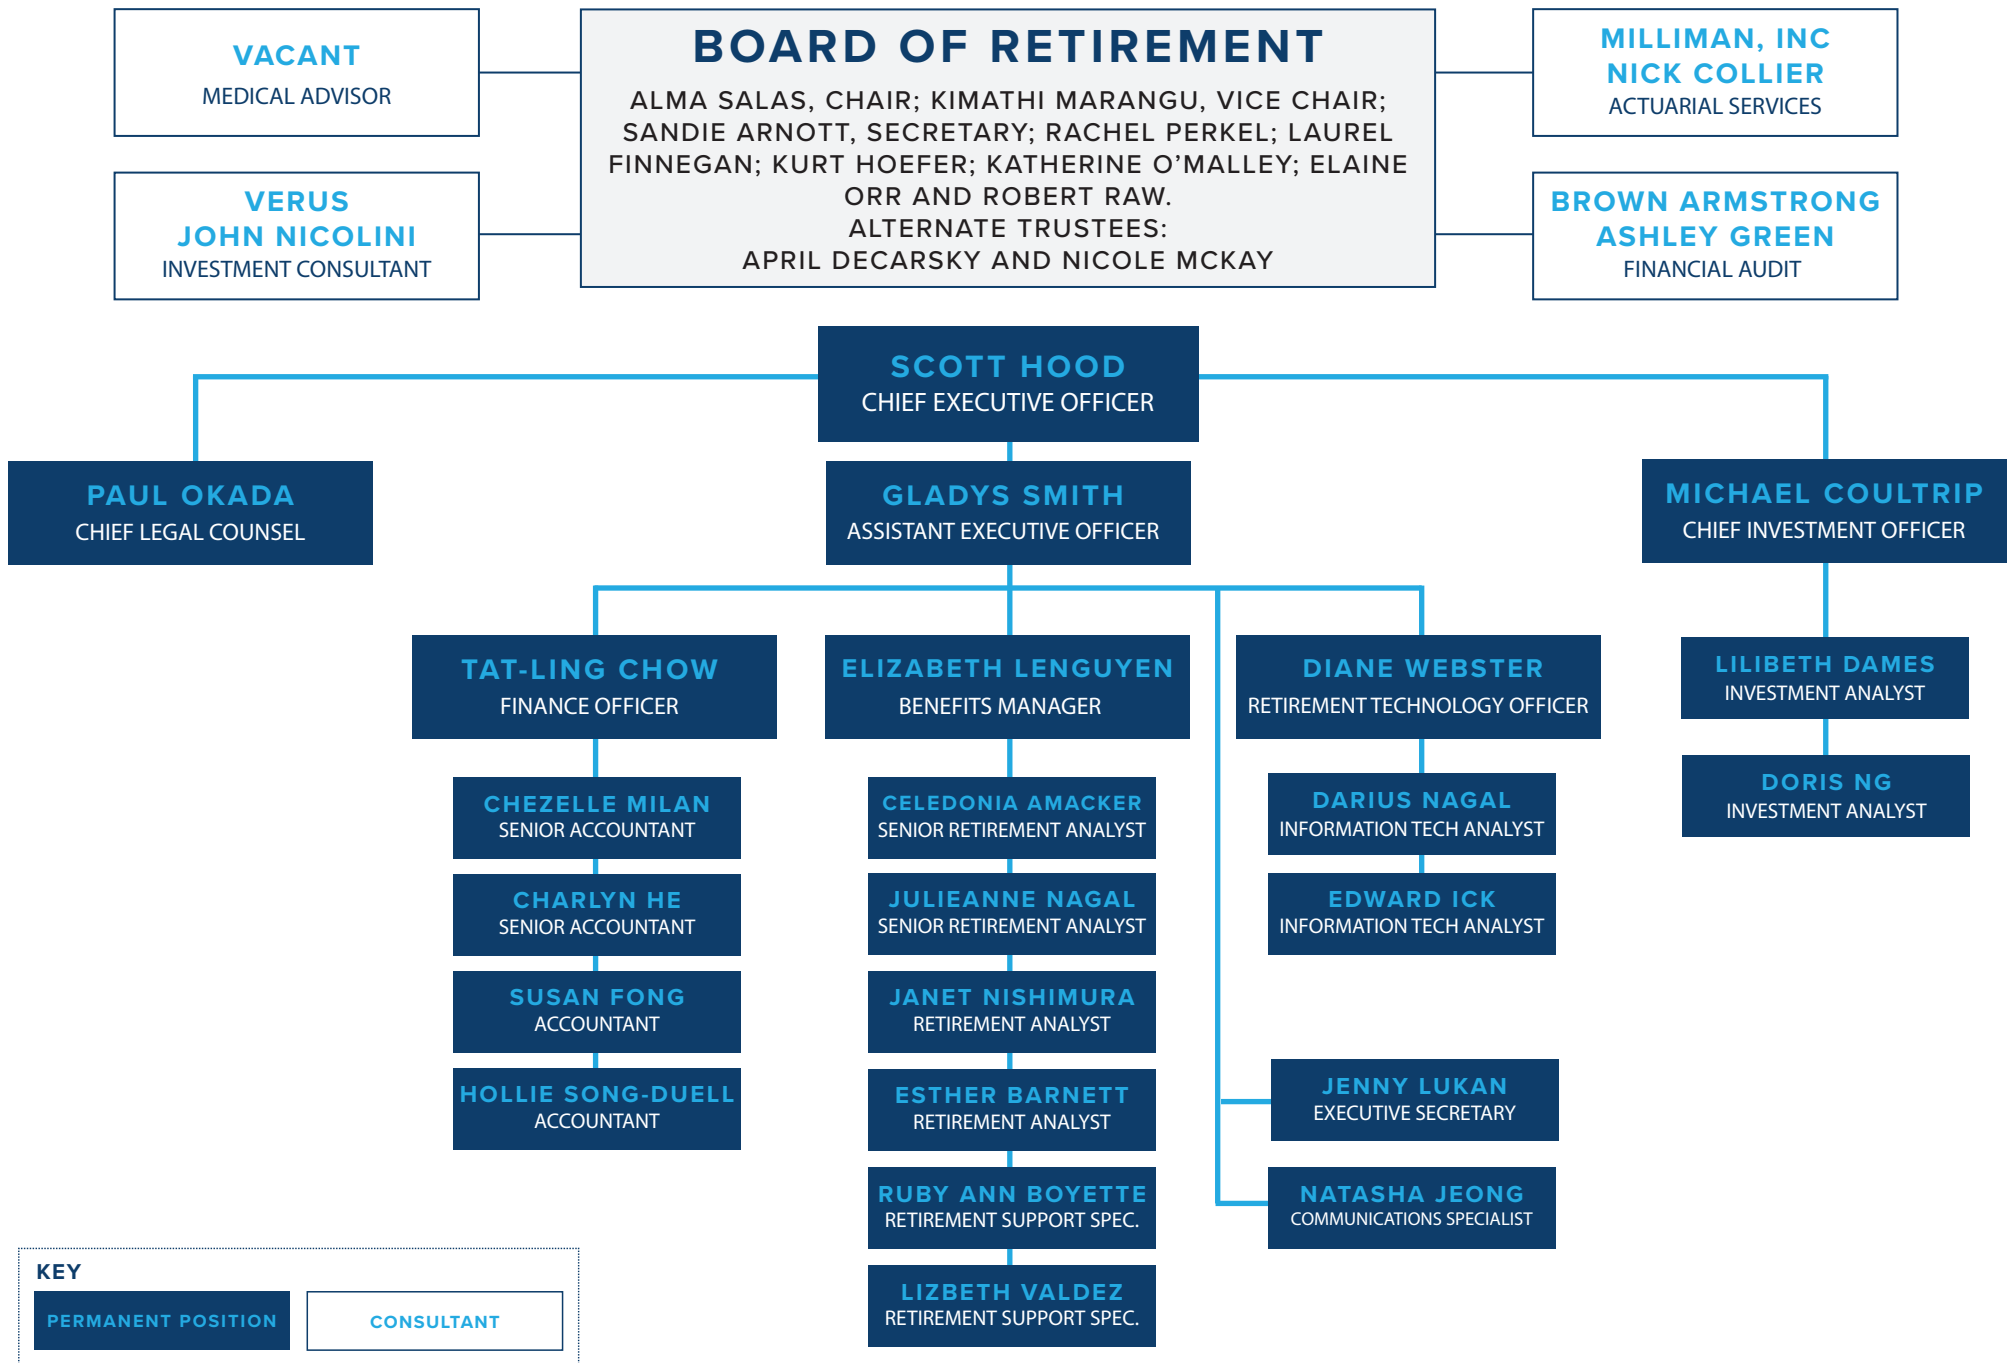 VACANT
MEDICAL ADVISOR
VERUS
JOHN NICOLINI
INVESTMENT CONSULTANT
BOARD OF RETIREMENT
ALMA SALAS, CHAIR; KIMATHI MARANGU, VICE CHAIR;
SANDIE ARNOTT, SECRETARY; RACHEL PERKEL; LAUREL
FINNEGAN; KURT HOEFER; KATHERINE O’MALLEY; ELAINE
ORR AND ROBERT RAW.
ALTERNATE TRUSTEES:
APRIL DECARSKY AND NICOLE MCKAY
MILLIMAN, INC
NICK COLLIER
ACTUARIAL SERVICES
BROWN ARMSTRONG
ASHLEY GREEN
FINANCIAL AUDIT
SCOTT HOOD
CHIEF EXECUTIVE OFFICER
PAUL OKADA
CHIEF LEGAL COUNSEL
GLADYS SMITH
ASSISTANT EXECUTIVE OFFICER
MICHAEL COULTRIP
CHIEF INVESTMENT OFFICER
TAT-LING CHOW
FINANCE OFFICER
CHEZELLE MILAN
SENIOR ACCOUNTANT
CHARLYN HE
SENIOR ACCOUNTANT
SUSAN FONG
ACCOUNTANT
HOLLIE SONG-DUELL
ACCOUNTANT
ELIZABETH LENGUYEN
BENEFITS MANAGER
CELEDONIA AMACKER
SENIOR RETIREMENT ANALYST
JULIEANNE NAGAL
SENIOR RETIREMENT ANALYST
JANET NISHIMURA
RETIREMENT ANALYST
ESTHER BARNETT
RETIREMENT ANALYST
RUBY ANN BOYETTE
RETIREMENT SUPPORT SPEC.
LIZBETH VALDEZ
RETIREMENT SUPPORT SPEC.
DIANE WEBSTER
RETIREMENT TECHNOLOGY OFFICER
DARIUS NAGAL
INFORMATION TECH ANALYST
EDWARD ICK
INFORMATION TECH ANALYST
JENNY LUKAN
EXECUTIVE SECRETARY
NATASHA JEONG
COMMUNICATIONS SPECIALIST
LILIBETH DAMES
INVESTMENT ANALYST
DORIS NG
INVESTMENT ANALYST
KEY
PERMANENT POSITION
CONSULTANT